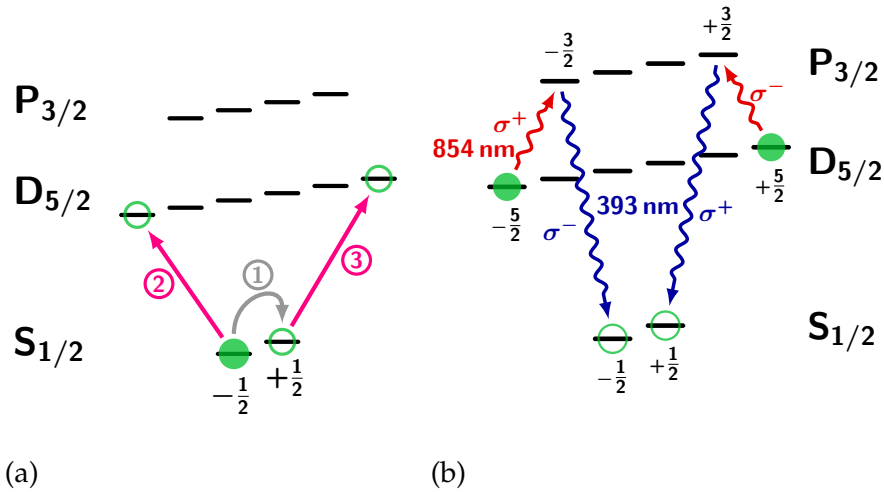 P3/2
D5/2
S1/2
②
①
③
−1/2
+1/2
(a)
−3/2
+3/2
P3/2
σ+
σ−
854 nm
D5/2
−5/2
+5/2
393 nm
σ−
σ+
S1/2
−1/2
+1/2
(b)